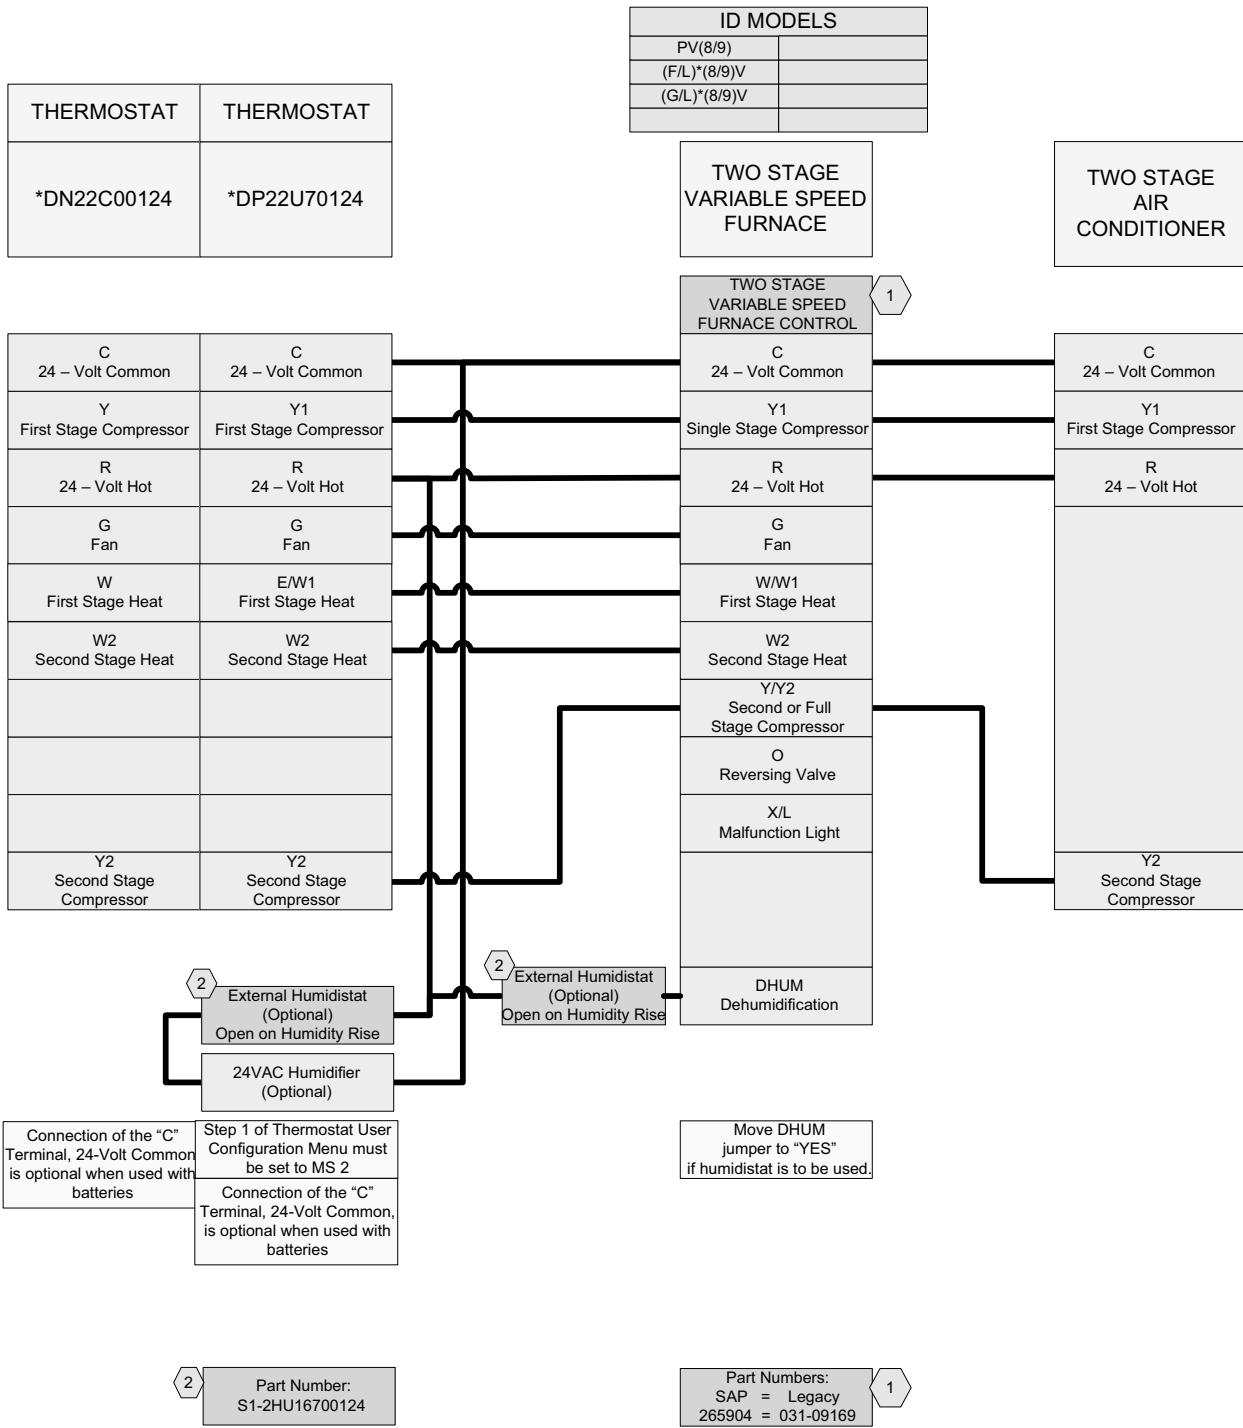 ID MODELS
PV(8/9)
(F/L)*(8/9)V
(G/L)*(8/9)V
THERMOSTAT
THERMOSTAT
*DN22C00124
*DP22U70124
TWO STAGE
VARIABLE SPEED
FURNACE
TWO STAGE
AIR
CONDITIONER
TWO STAGE
VARIABLE SPEED
FURNACE CONTROL
1
C
24 – Volt Common
C
24 – Volt Common
C
24 – Volt Common
C
24 – Volt Common
Y
First Stage Compressor
Y1
First Stage Compressor
Y1
Single Stage Compressor
Y1
First Stage Compressor
R
24 – Volt Hot
R
24 – Volt Hot
R
24 – Volt Hot
R
24 – Volt Hot
G
Fan
G
Fan
G
Fan
W
First Stage Heat
E/W1
First Stage Heat
W/W1
First Stage Heat
W2
Second Stage Heat
W2
Second Stage Heat
W2
Second Stage Heat
Y/Y2
Second or Full
Stage Compressor
O
Reversing Valve
X/L
Malfunction Light
Y2
Second Stage
Compressor
Y2
Second Stage
Compressor
Y2
Second Stage
Compressor
2
External Humidistat
(Optional)
Open on Humidity Rise
2
External Humidistat
(Optional)
Open on Humidity Rise
DHUM
Dehumidification
24VAC Humidifier
(Optional)
Connection of the “C”
Terminal, 24-Volt Common
is optional when used with
batteries
Step 1 of Thermostat User
Configuration Menu must
be set to MS 2
Connection of the “C”
Terminal, 24-Volt Common,
is optional when used with
batteries
Move DHUM
jumper to “YES”
if humidistat is to be used.
2
Part Number:
S1-2HU16700124
Part Numbers:
SAP = Legacy
265904 = 031-09169
1